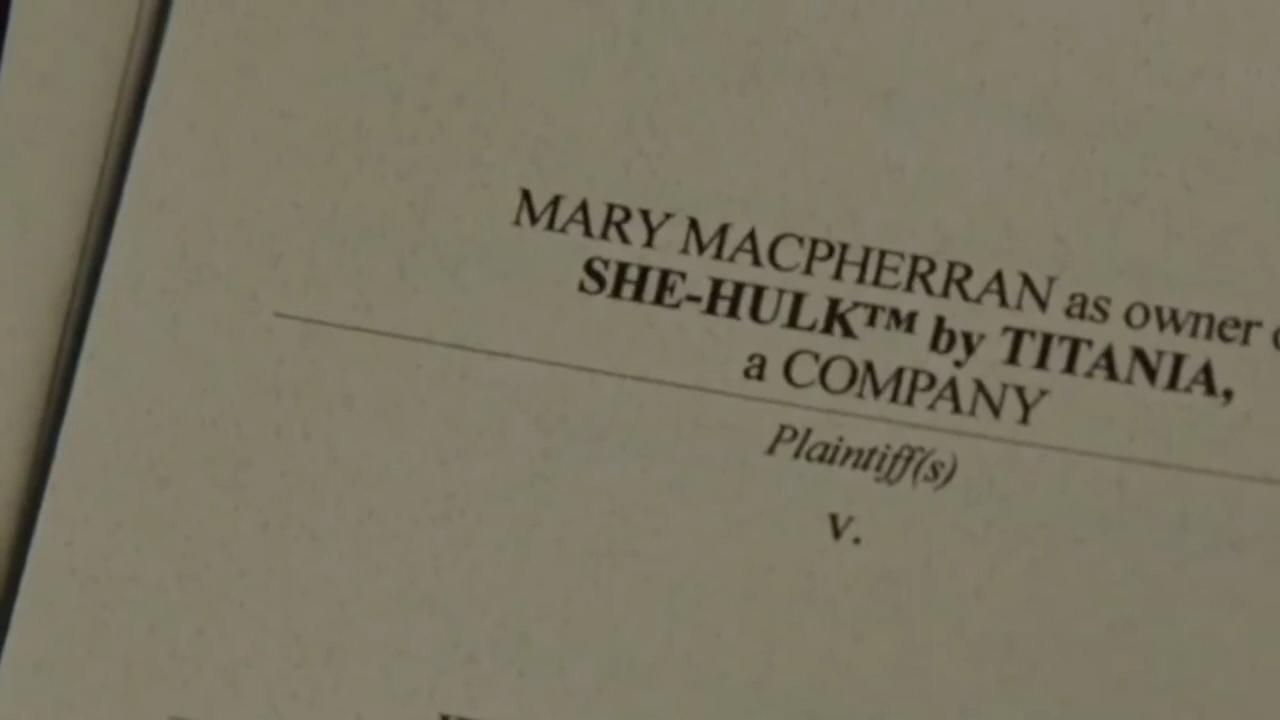 MARY MACPHERRAN as owner
SHE-HULK™ by TITANIA,
a COMPANY
Plaintiff(s)
v.